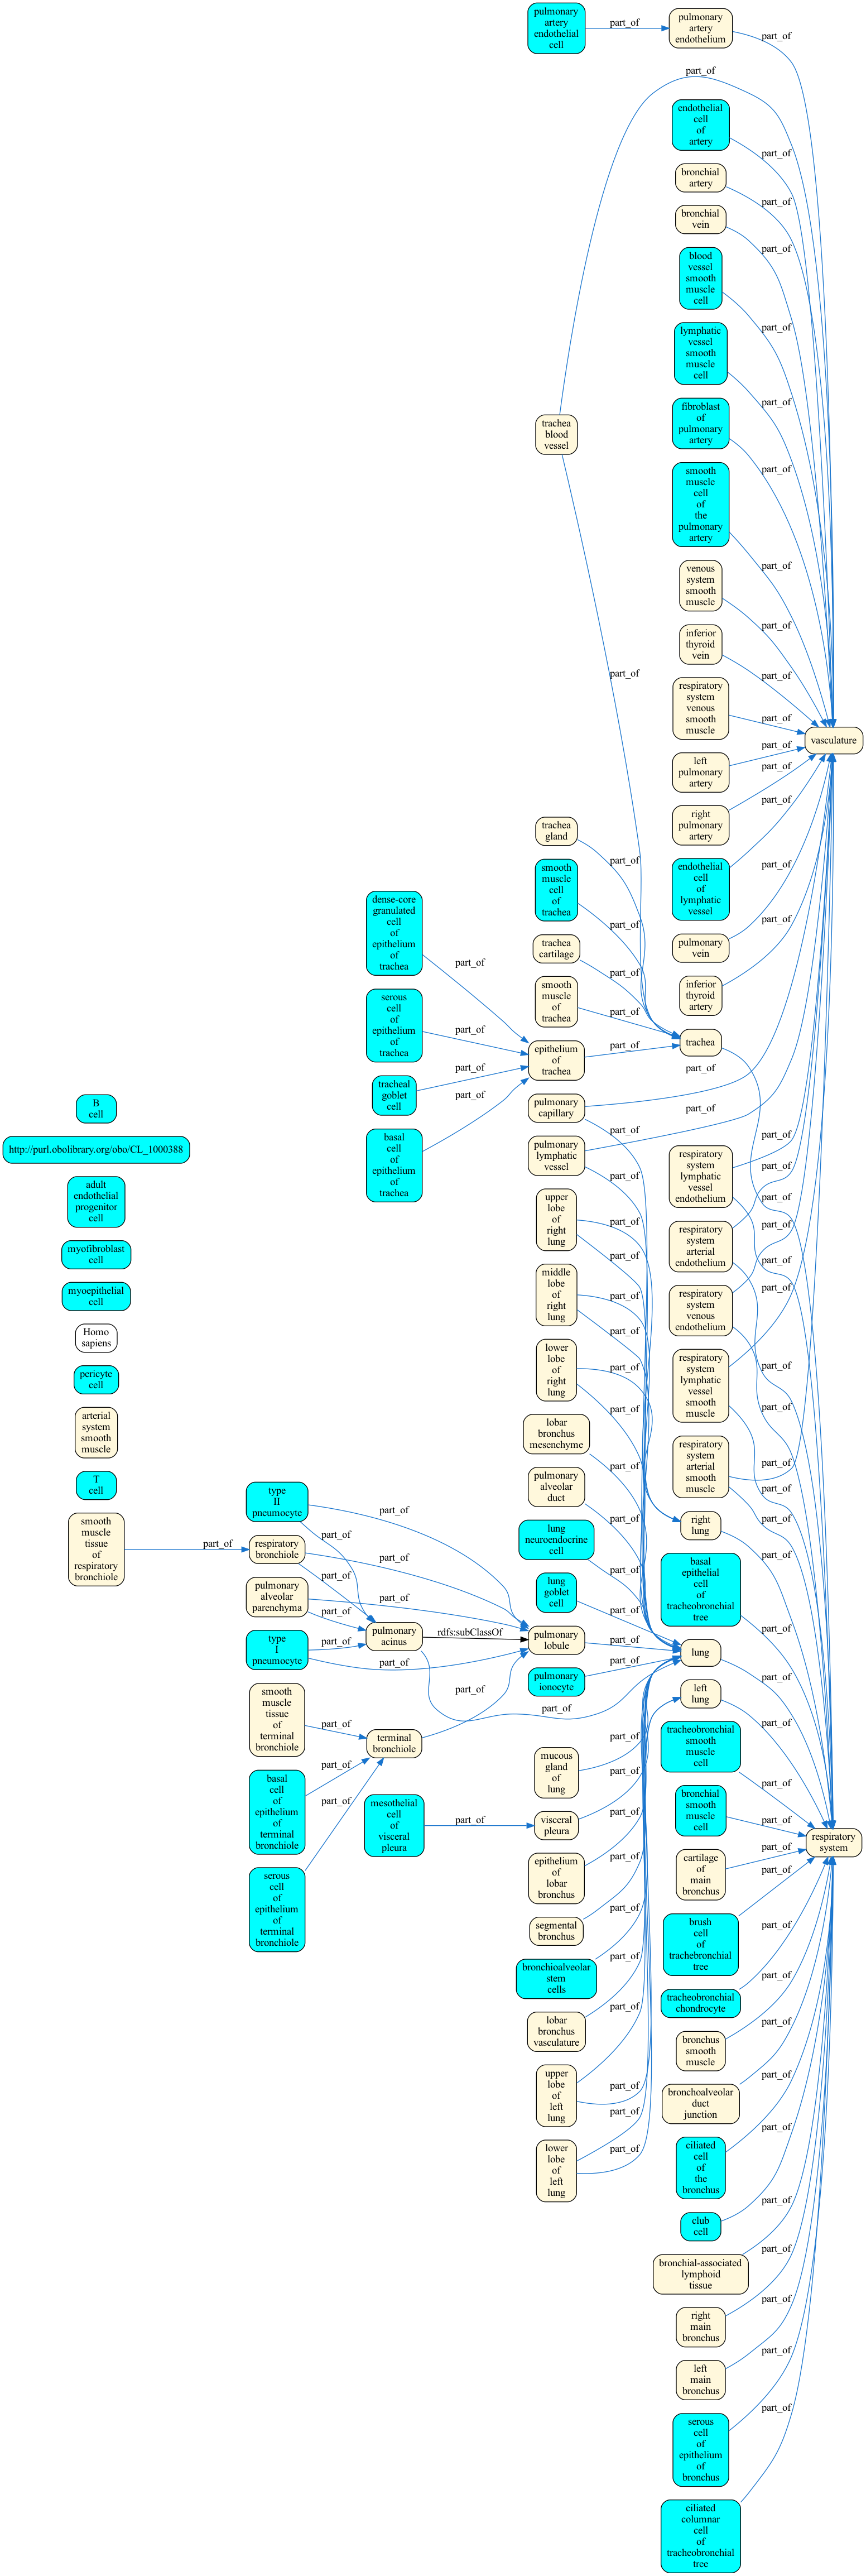 pulmonary
artery
endothelial
cell
part_of
pulmonary
artery
endothelium
part_of
part_of
endothelial
cell
of
artery
part_of
bronchial
artery
part_of
bronchial
vein
part_of
blood
vessel
smooth
muscle
cell
part_of
lymphatic
vessel
smooth
muscle
cell
part_of
trachea
blood
vessel
fibroblast
of
pulmonary
artery
part_of
smooth
muscle
cell
of
the
pulmonary
artery
part_of
venous
system
smooth
muscle
part_of
inferior
thyroid
vein
part_of
part_of
respiratory
system
venous
smooth
muscle
part_of
vasculature
left
pulmonary
artery
part_of
right
pulmonary
artery
part_of
trachea
gland
part_of
endothelial
cell
of
lymphatic
vessel
part_of
smooth
muscle
cell
of
trachea
part_of
pulmonary
vein
part_of
trachea
cartilage
part_of
inferior
thyroid
artery
part_of
smooth
muscle
of
trachea
part_of
dense-core
granulated
cell
of
epithelium
of
trachea
part_of
serous
cell
of
epithelium
of
trachea
part_of
tracheal
goblet
cell
part_of
basal
cell
of
epithelium
of
trachea
part_of
epithelium
of
trachea
part_of
trachea
part_of
pulmonary
capillary
part_of
part_of
pulmonary
lymphatic
vessel
part_of
part_of
B
cell
http://purl.obolibrary.org/obo/CL_1000388
adult
endothelial
progenitor
cell
myofibroblast
cell
myoepithelial
cell
Homo
sapiens
pericyte
cell
arterial
system
smooth
muscle
T
cell
smooth
muscle
tissue
of
respiratory
bronchiole
part_of
upper
lobe
of
right
lung
part_of
part_of
middle
lobe
of
right
lung
part_of
part_of
lower
lobe
of
right
lung
part_of
part_of
lobar
bronchus
mesenchyme
part_of
pulmonary
alveolar
duct
part_of
lung
neuroendocrine
cell
part_of
lung
goblet
cell
part_of
respiratory
system
lymphatic
vessel
endothelium
part_of
part_of
respiratory
system
arterial
endothelium
part_of
part_of
respiratory
system
venous
endothelium
part_of
part_of
respiratory
system
lymphatic
vessel
smooth
muscle
part_of
part_of
respiratory
system
arterial
smooth
muscle
part_of
part_of
right
lung
part_of
basal
epithelial
cell
of
tracheobronchial
tree
part_of
type
II
pneumocyte
part_of
part_of
respiratory
bronchiole
part_of
part_of
pulmonary
alveolar
parenchyma
part_of
part_of
type
I
pneumocyte
part_of
part_of
pulmonary
acinus
rdfs:subClassOf
part_of
pulmonary
lobule
part_of
pulmonary
ionocyte
part_of
lung
part_of
left
lung
part_of
smooth
muscle
tissue
of
terminal
bronchiole
part_of
basal
cell
of
epithelium
of
terminal
bronchiole
part_of
serous
cell
of
epithelium
of
terminal
bronchiole
part_of
terminal
bronchiole
part_of
mesothelial
cell
of
visceral
pleura
part_of
mucous
gland
of
lung
part_of
visceral
pleura
part_of
epithelium
of
lobar
bronchus
part_of
segmental
bronchus
part_of
bronchioalveolar
stem
cells
part_of
lobar
bronchus
vasculature
part_of
upper
lobe
of
left
lung
part_of
part_of
lower
lobe
of
left
lung
part_of
part_of
tracheobronchial
smooth
muscle
cell
part_of
bronchial
smooth
muscle
cell
part_of
respiratory
system
cartilage
of
main
bronchus
part_of
brush
cell
of
trachebronchial
tree
part_of
tracheobronchial
chondrocyte
part_of
bronchus
smooth
muscle
part_of
bronchoalveolar
duct
junction
part_of
ciliated
cell
of
the
bronchus
part_of
club
cell
part_of
bronchial-associated
lymphoid
tissue
part_of
right
main
bronchus
part_of
left
main
bronchus
part_of
serous
cell
of
epithelium
of
bronchus
part_of
ciliated
columnar
cell
of
tracheobronchial
tree
part_of